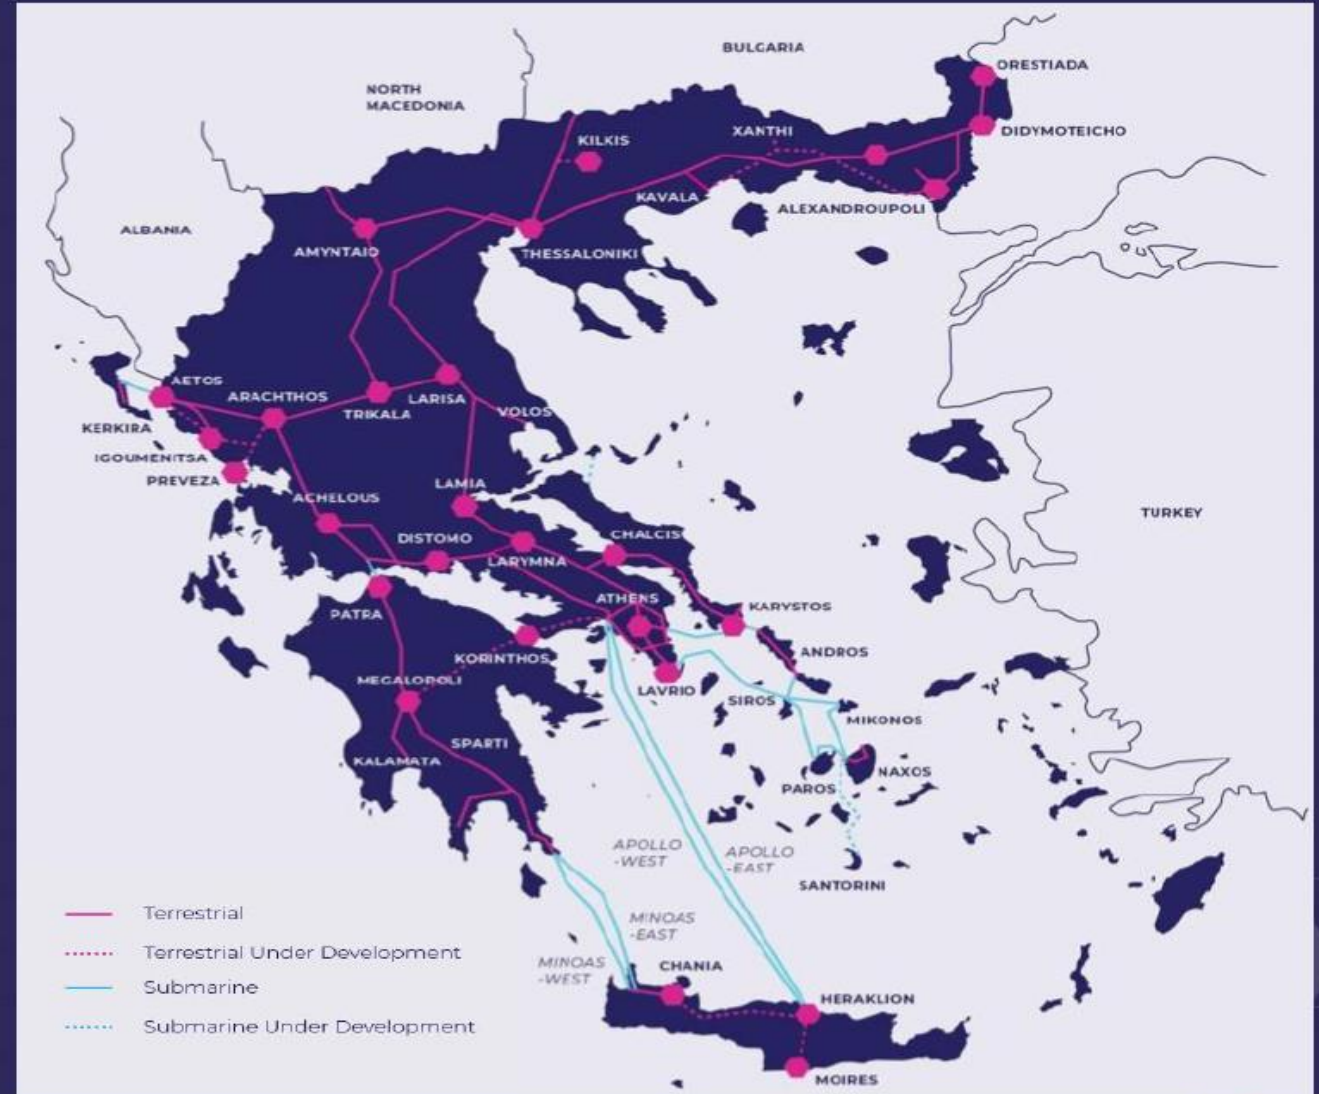 BULGARIA
ORESTIADA
NORTH
MACEDONIA
XANTHI
DIDYMOTEICHO
KILKIS
KAVALA
ALEXANDROUPOLI
ALBANIA
AMYNTAIO
THESSALONIKI
AETOS
ARACHTHOS
TRIKALA
LARISA
VOLOS
KERKIRA
IGOUMENITSA
PREVEZA
LAMIA
ACHELOUS
TURKEY
DISTOMO
CHALCIS
LARYMNA
ATHENS
KARYSTOS
PATRA
KORINTHOS
ANDROS
MEGALOPOLI
LAVRIO
SIROS
MIKONOS
SPARTI
KALAMATA
NAXOS
PAROS
APOLLO
-WEST
APOLLO
-EAST
SANTORINI
MINOAS
-EAST
MINOAS
-WEST
CHANIA
HERAKLION
MOIRES
Terrestrial
Terrestrial Under Development
Submarine
Submarine Under Development